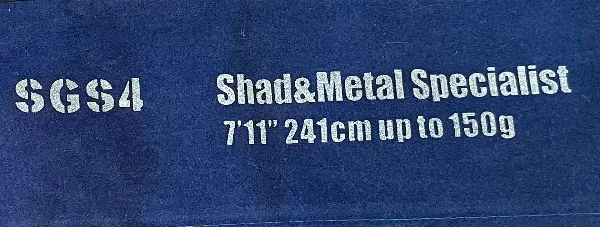 SGS4
Shad&Metal Specialist
7'11" 241cm up to 150g